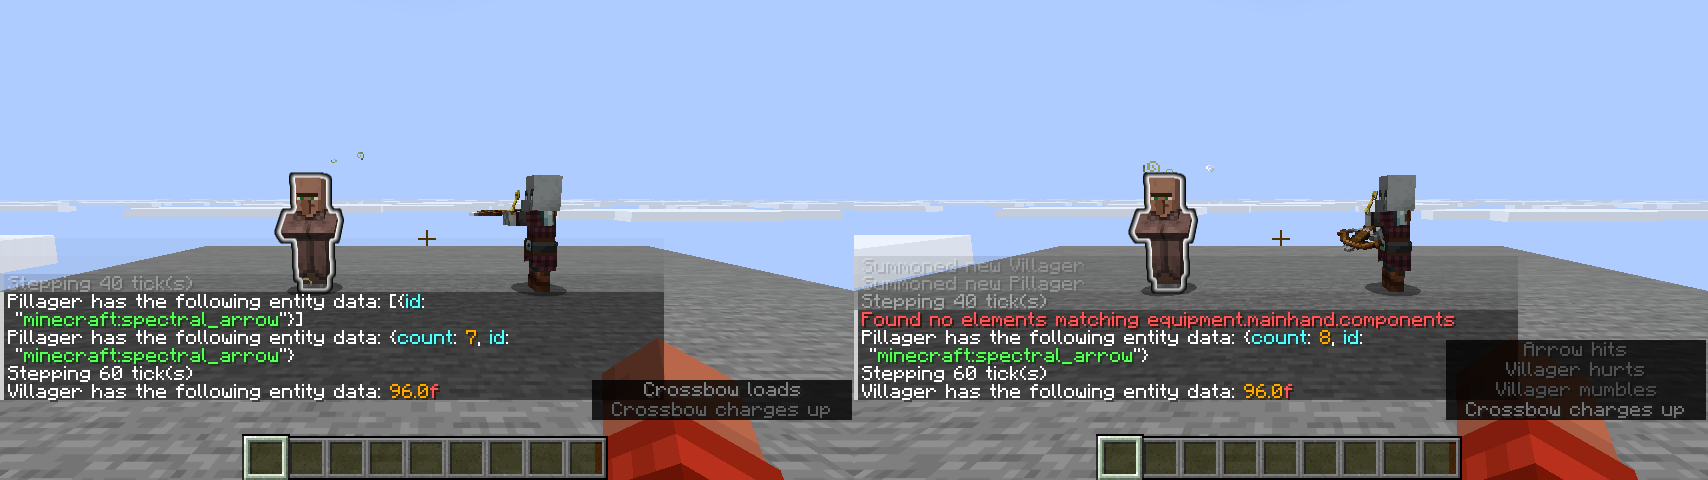 Stepping 40 tick(s)
Pillager has the following entity data: [{id:
"minecraft:spectral_arrow"}]
Pillager has the following entity data: {count: 7, id:
"minecraft:spectral_arrow"}
Stepping 60 tick(s)
Villager has the following entity data: 96.0f
Crossbow loads
Crossbow charges up
Summoned new Villager
Summoned new Pillager
Stepping 40 tick(s)
Found no elements matching equipment.mainhand.components
Pillager has the following entity data: {count: 8, id:
"minecraft:spectral_arrow"}
Stepping 60 tick(s)
Villager has the following entity data: 96.0f
Arrow hits
Villager hurts
Villager mumbles
Crossbow charges up